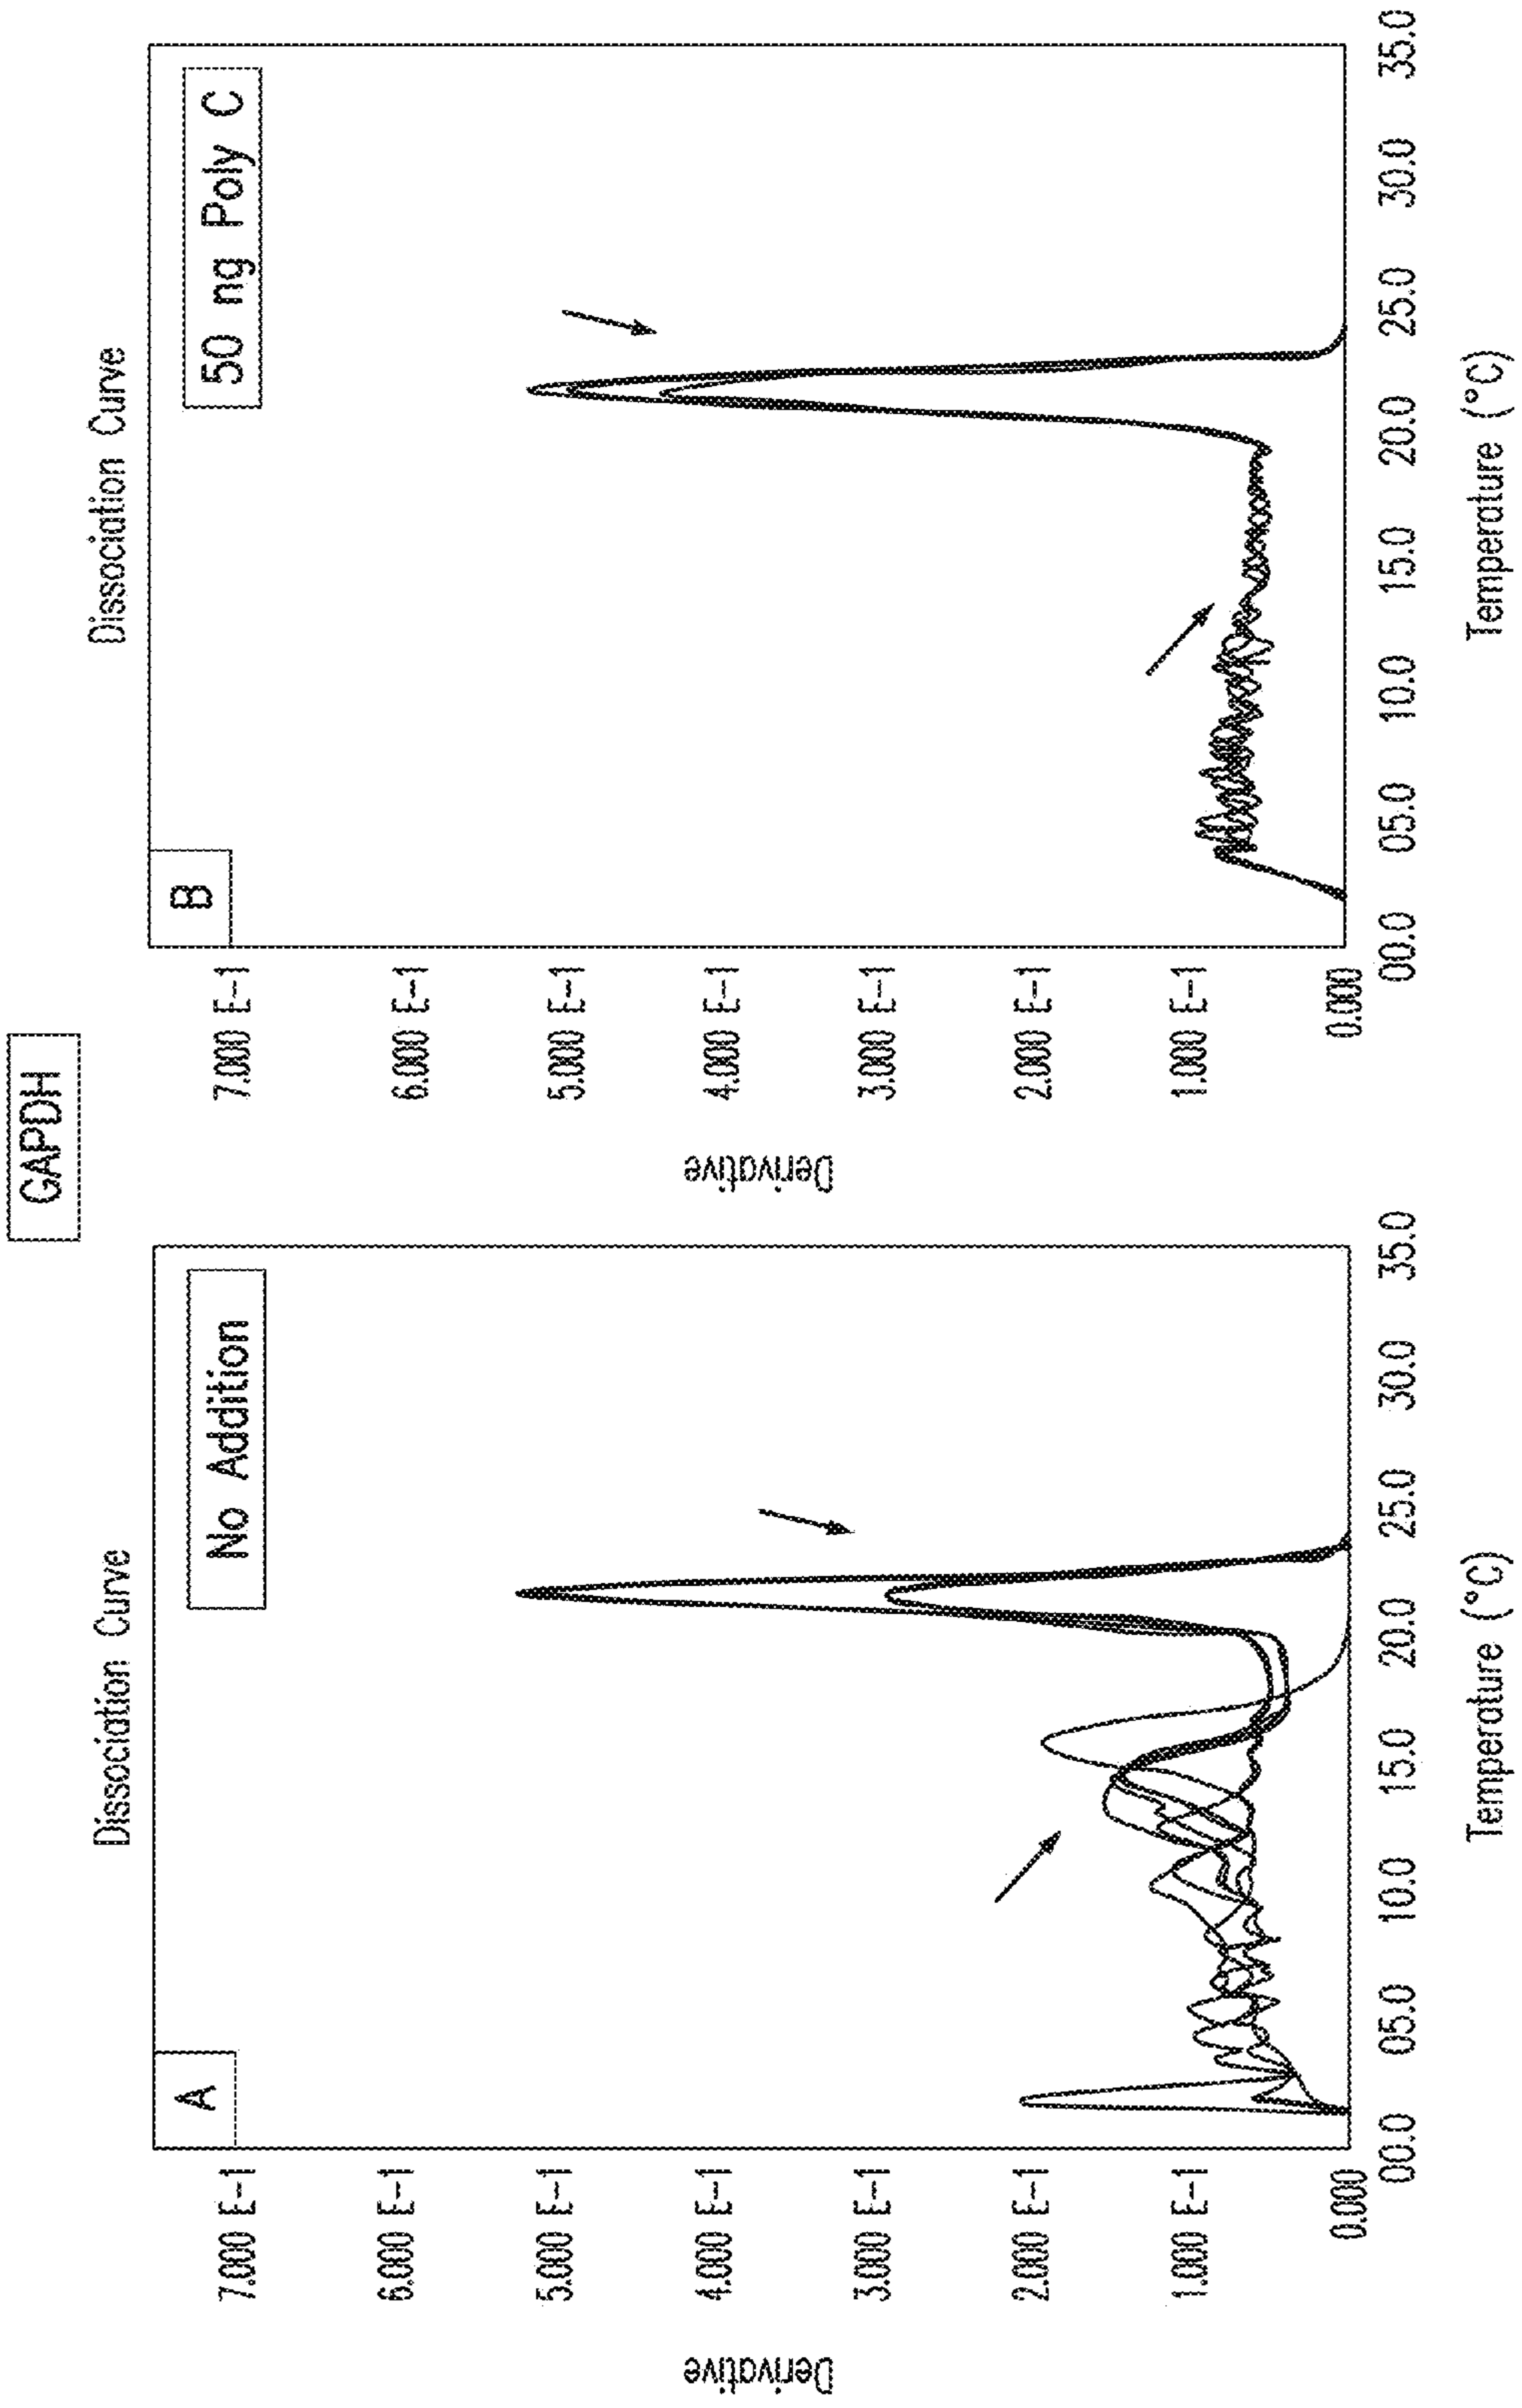 GAPDH
Dissociation Curve
A
No Addition
7.000 E-1
6.000 E-1
5.000 E-1
4.000 E-1
3.000 E-1
2.000 E-1
1.000 E-1
0.000
Derivative
00.0 05.0 10.0 15.0 20.0 25.0 30.0 35.0
Temperature (°C)
Dissociation Curve
B
50 ng Poly C
7.000 E-1
6.000 E-1
5.000 E-1
4.000 E-1
3.000 E-1
2.000 E-1
1.000 E-1
0.000
Derivative
00.0 05.0 10.0 15.0 20.0 25.0 30.0 35.0
Temperature (°C)